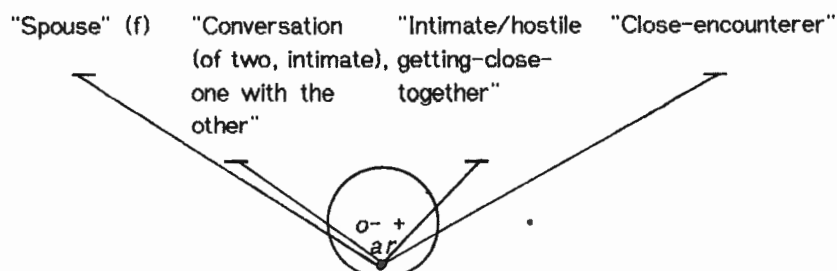 "Spouse" (f) "Conversation "Intimate/hostile "Close-encounterer"
(of two, intimate), getting-close-
one with the together"
other"
o- +
ar